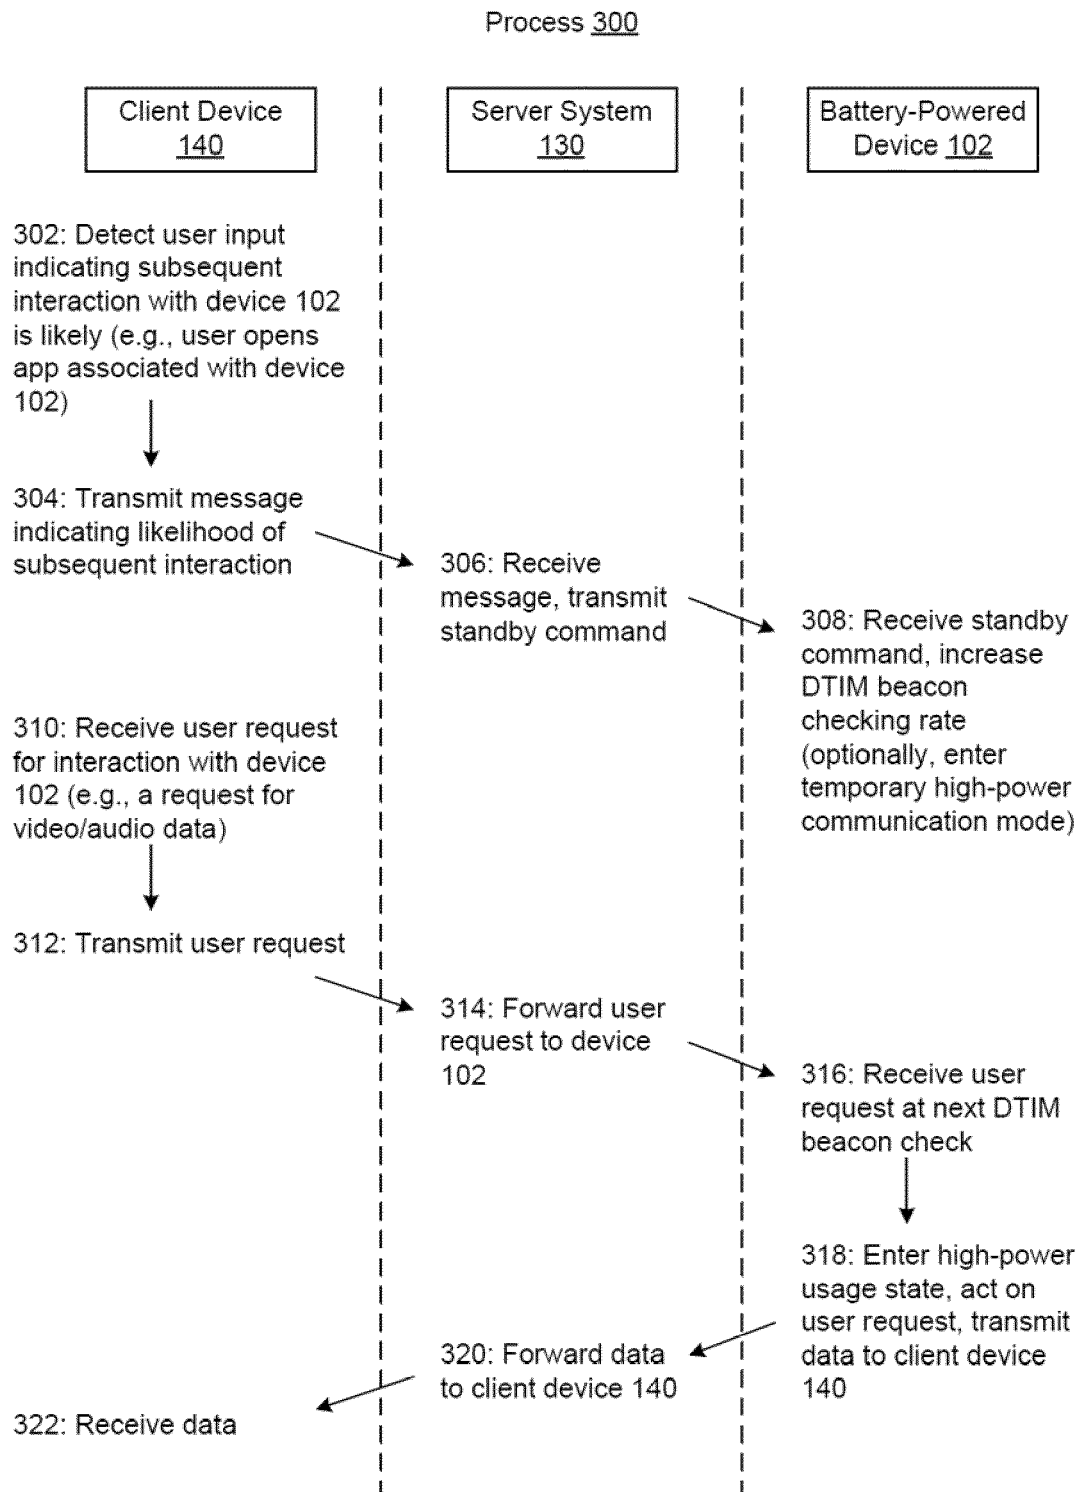 Process 300
Client Device
140
Server System
130
Battery-Powered
Device 102
302: Detect user input
indicating subsequent
interaction with device 102
is likely (e.g., user opens
app associated with device
102)
304: Transmit message
indicating likelihood of
subsequent interaction
306: Receive
message, transmit
standby command
308: Receive standby
command, increase
DTIM beacon
checking rate
(optionally, enter
temporary high-power
communication mode)
310: Receive user request
for interaction with device
102 (e.g., a request for
video/audio data)
312: Transmit user request
314: Forward user
request to device
102
316: Receive user
request at next DTIM
beacon check
318: Enter high-power
usage state, act on
user request, transmit
data to client device
140
320: Forward data
to client device 140
322: Receive data